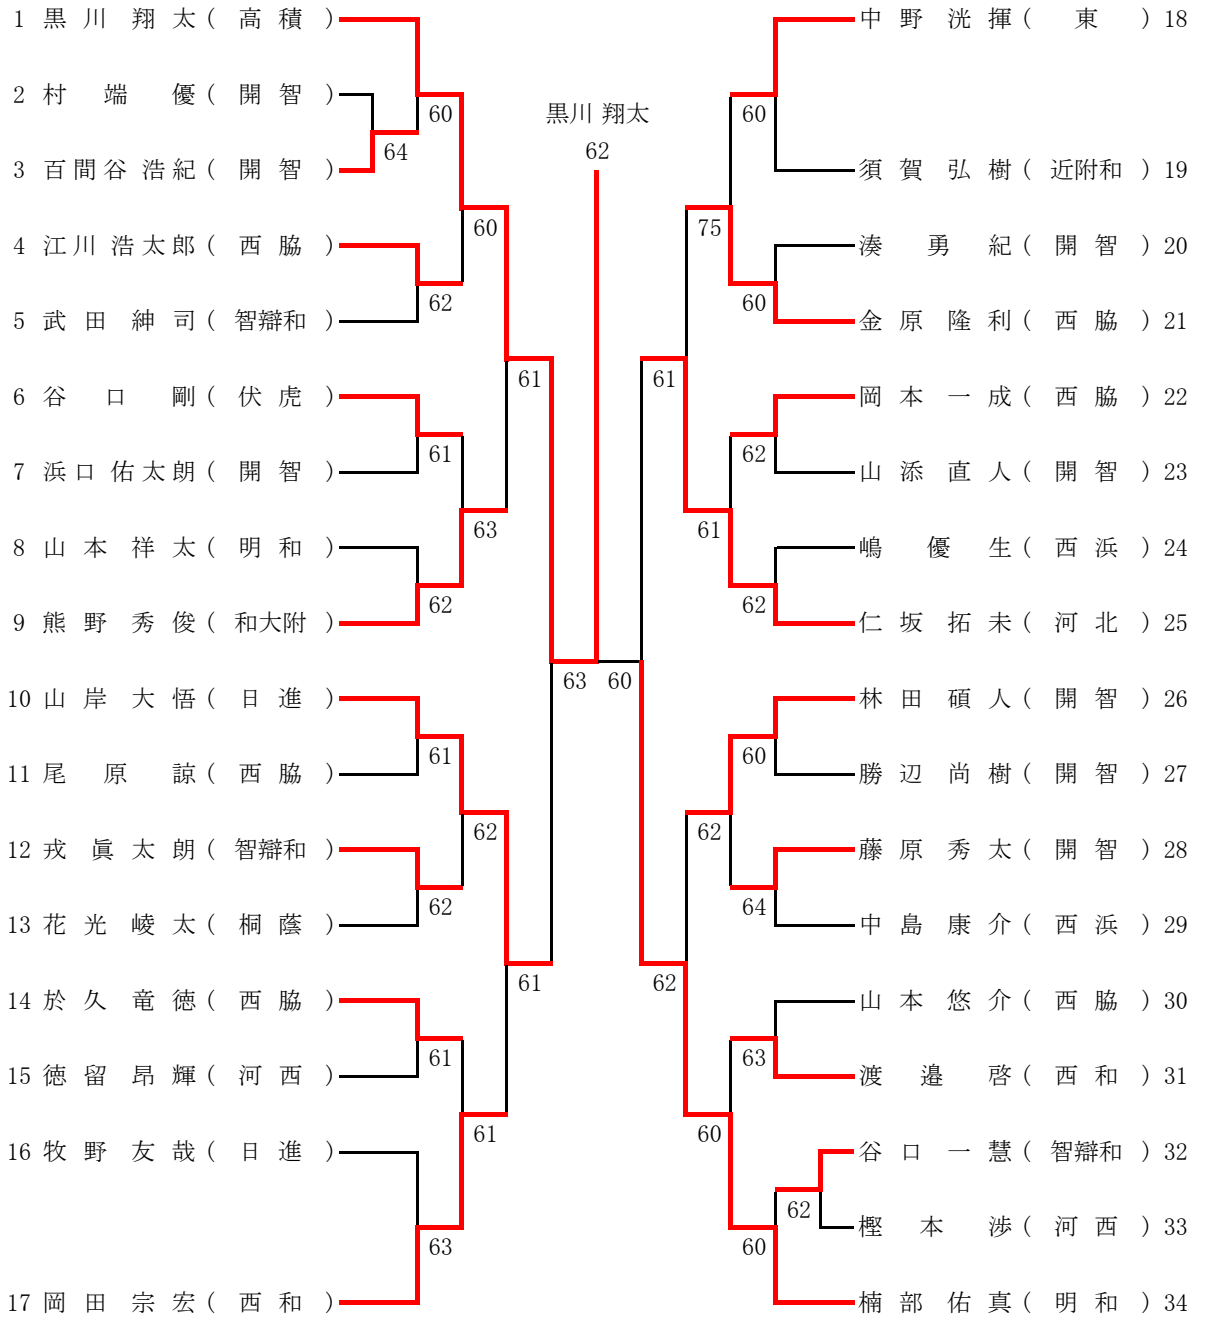 1 黒川 翔太 ( 高積 )
2 村端 優 ( 開智 )
3 百間谷 浩紀 ( 開智 )
4 江川 浩太郎 ( 西脇 )
5 武田 紳司 ( 智辯和 )
6 谷口 剛 ( 伏虎 )
7 浜口 佑太朗 ( 開智 )
8 山本 祥太 ( 明和 )
9 熊野 秀俊 ( 和大附 )
10 山岸 大悟 ( 日進 )
11 尾原 諒 ( 西脇 )
12 戎 眞太朗 ( 智辯和 )
13 花光 崚太 ( 桐蔭 )
14 於久 竜徳 ( 西脇 )
15 徳留 昂輝 ( 河西 )
16 牧野 友哉 ( 日進 )
17 岡田 宗宏 ( 西和 )
64
60
62
61
62
61
62
61
63
60
63
62
61
61
61
63
黒川 翔太
62
60
61
62
75
61
62
60
60
60
62
62
60
64
63
60
62
中野 洸揮 ( 東 ) 18
須賀 弘樹 ( 近附和 ) 19
湊 勇紀 ( 開智 ) 20
金原 隆利 ( 西脇 ) 21
岡本 一成 ( 西脇 ) 22
山添 直人 ( 開智 ) 23
嶋 優生 ( 西浜 ) 24
仁坂 拓未 ( 河北 ) 25
林田 碩人 ( 開智 ) 26
勝辺 尚樹 ( 開智 ) 27
藤原 秀太 ( 開智 ) 28
中島 康介 ( 西浜 ) 29
山本 悠介 ( 西脇 ) 30
渡邉 啓 ( 西和 ) 31
谷口 一慧 ( 智辯和 ) 32
樫本 渉 ( 河西 ) 33
楠部 佑真 ( 明和 ) 34